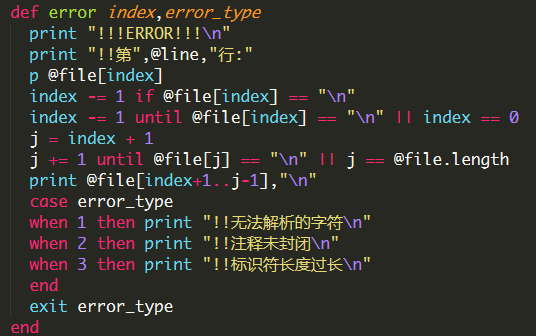 def error index,error_type
  print "!!!ERROR!!!\n"
  print "!!第",@line,"行:"
  p @file[index]
  index -= 1 if @file[index] == "\n"
  index -= 1 until @file[index] == "\n" || index == 0
  j = index + 1
  j += 1 until @file[j] == "\n" || j == @file.length
  print @file[index+1..j-1],"\n"
  case error_type
  when 1 then print "!!无法解析的字符\n"
  when 2 then print "!!注释未封闭\n"
  when 3 then print "!!标识符长度过长\n"
  end
  exit error_type
end